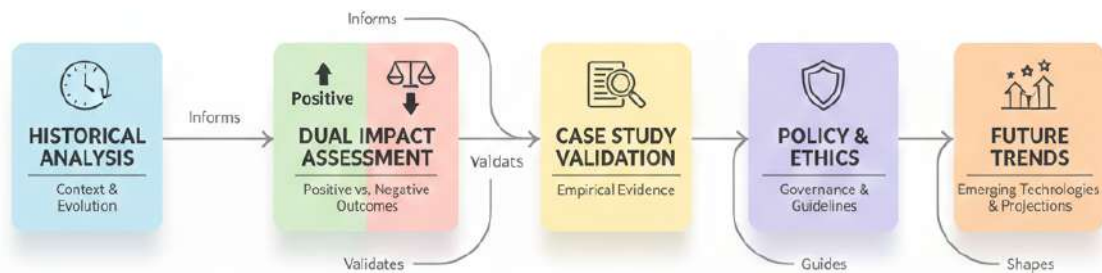 Informs
HISTORICAL
ANALYSIS
Context &
Evolution
Informs
Positive
DUAL IMPACT
ASSESSMENT
Positive vs, Negative
Outcomes
Valdats
Validates
CASE STUDY
VALIDATION
Empirical Evidence
POLICY &
ETHICS
Governance &
Guidelines
Guides
FUTURE
TRENDS
Emerging Technologies
& Projections
Shapes